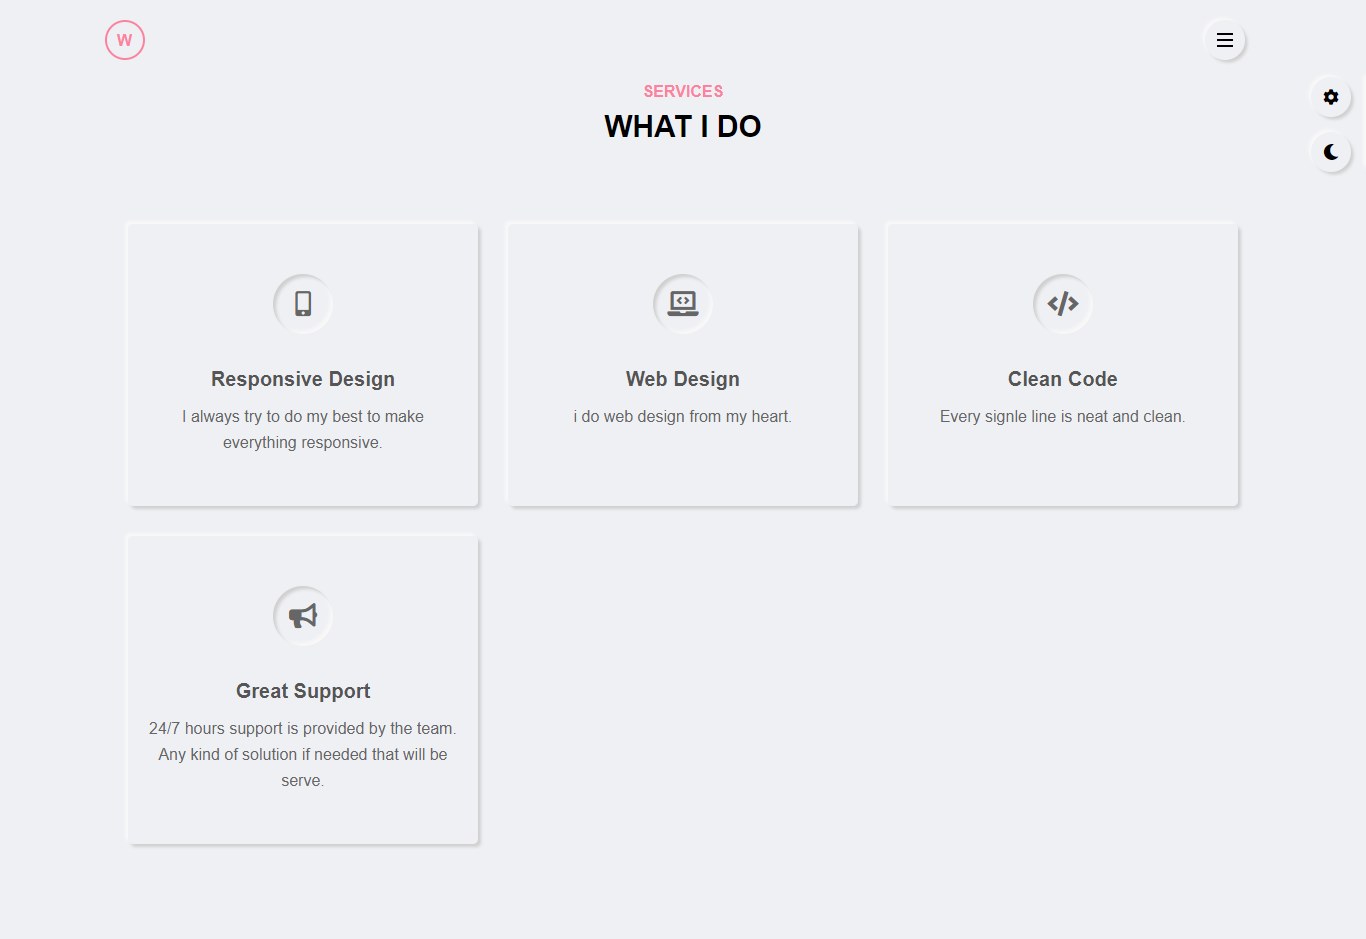 W
SERVICES
WHAT I DO
Responsive Design
I always try to do my best to make
everything responsive.
Web Design
i do web design from my heart.
Clean Code
Every signle line is neat and clean.
Great Support
24/7 hours support is provided by the team.
Any kind of solution if needed that will be
serve.